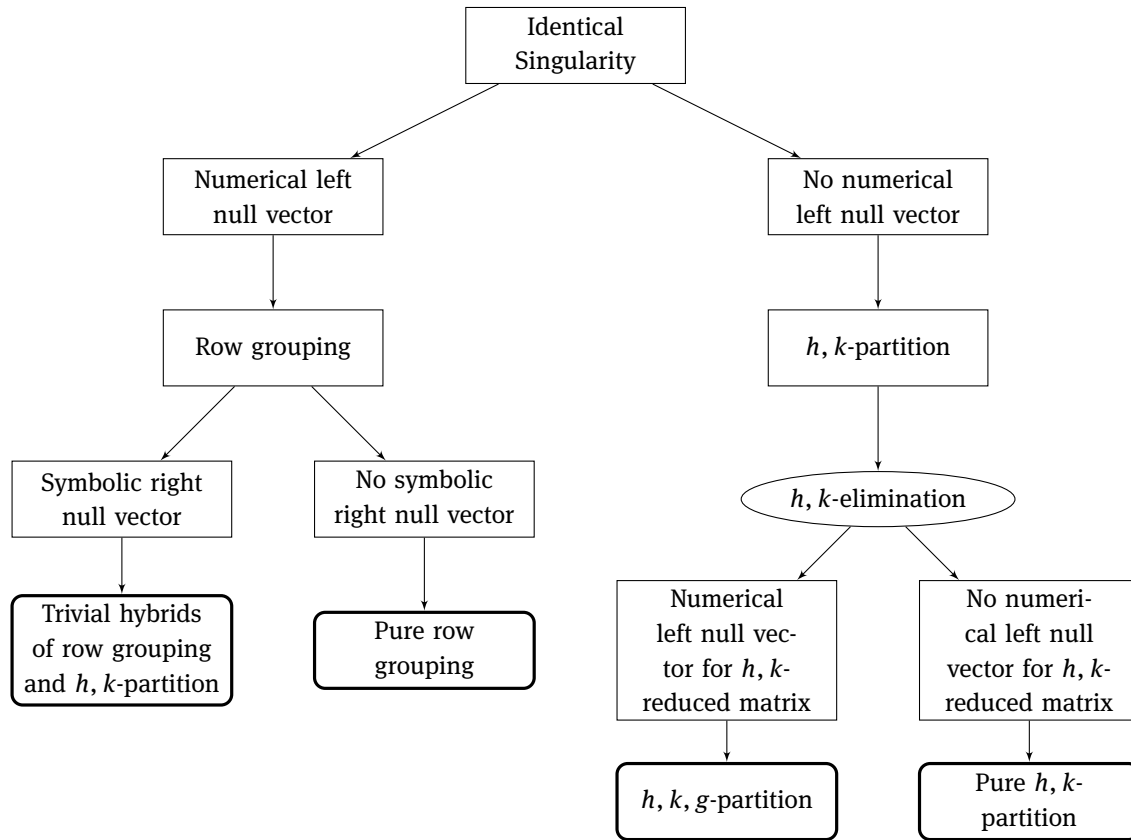 Identical
Singularity
Numerical left
null vector
No numerical
left null vector
Row grouping
h, k-partition
Symbolic right
null vector
No symbolic
right null vector
h, k-elimination
Trivial hybrids
of row grouping
and h, k-partition
Pure row
grouping
Numerical
left null vec-
tor for h, k-
reduced matrix
No numeri-
cal left null
vector for h, k-
reduced matrix
h, k, g-partition
Pure h, k-
partition